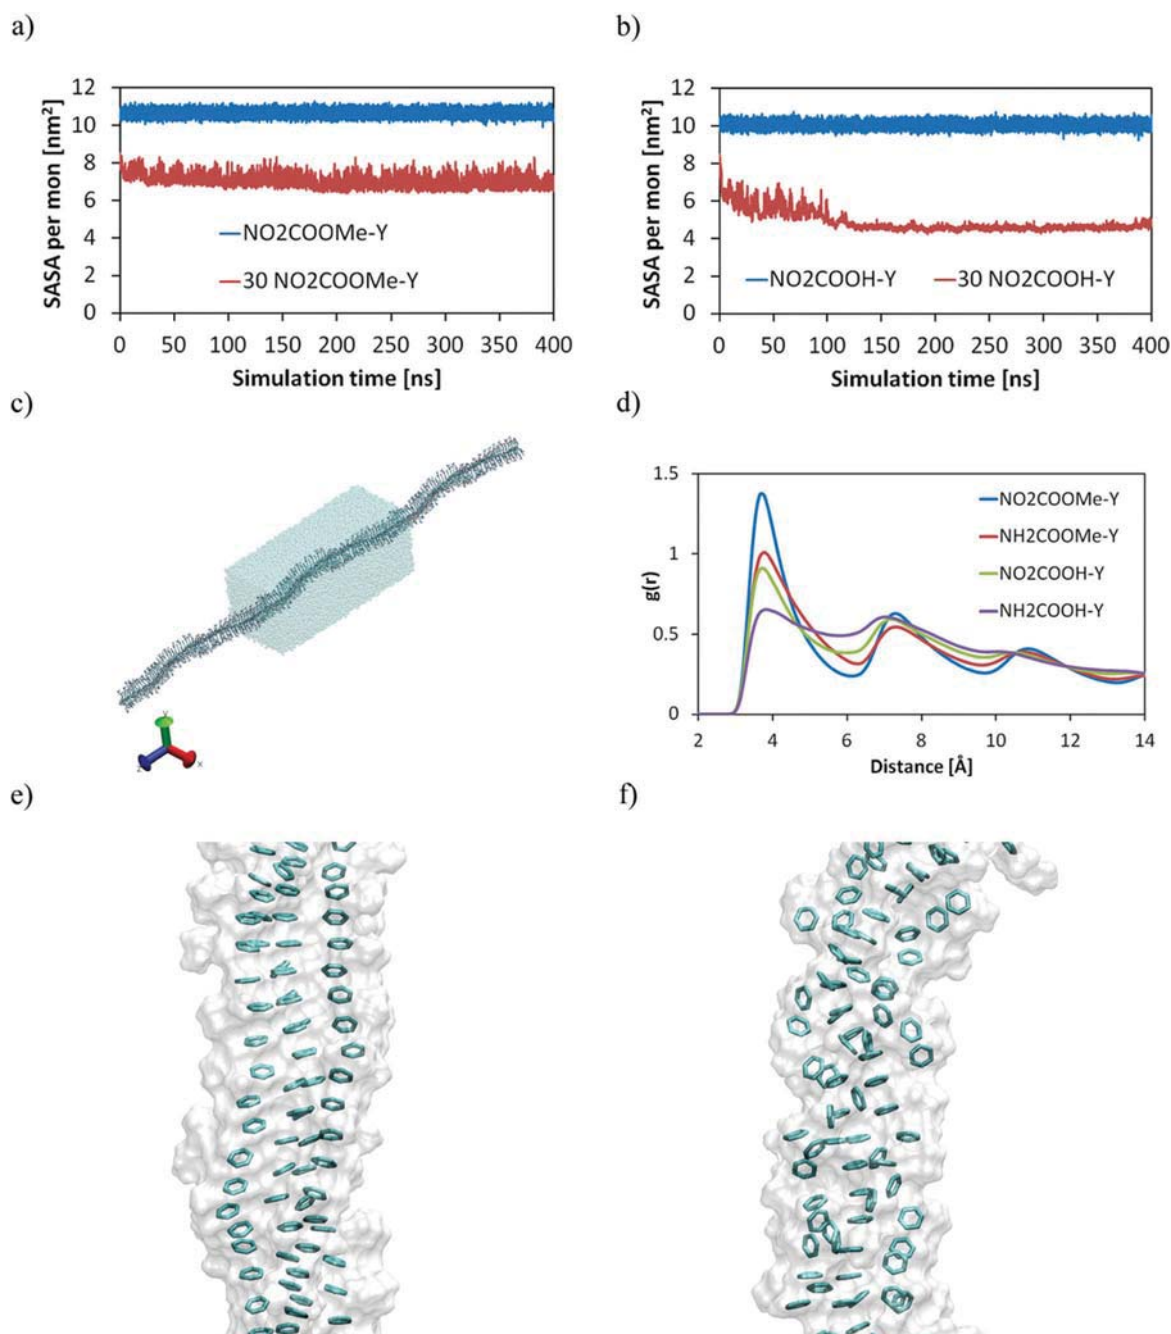 a)
b)
SASA per mon [nm²]
12
10
8
6
4
2
0
NO2COOMe-Y
30 NO2COOMe-Y
0 50 100 150 200 250 300 350 400
Simulation time [ns]
SASA per mon [nm²]
12
10
8
6
4
2
0
NO2COOH-Y 30 NO2COOH-Y
0 50 100 150 200 250 300 350 400
Simulation time [ns]
c)
d)
Y
X
Z
g(r)
1.5
1
0.5
0
NO2COOMe-Y
NH2COOMe-Y
NO2COOH-Y
NH2COOH-Y
2 4 6 8 10 12 14
Distance [Å]
e)
f)